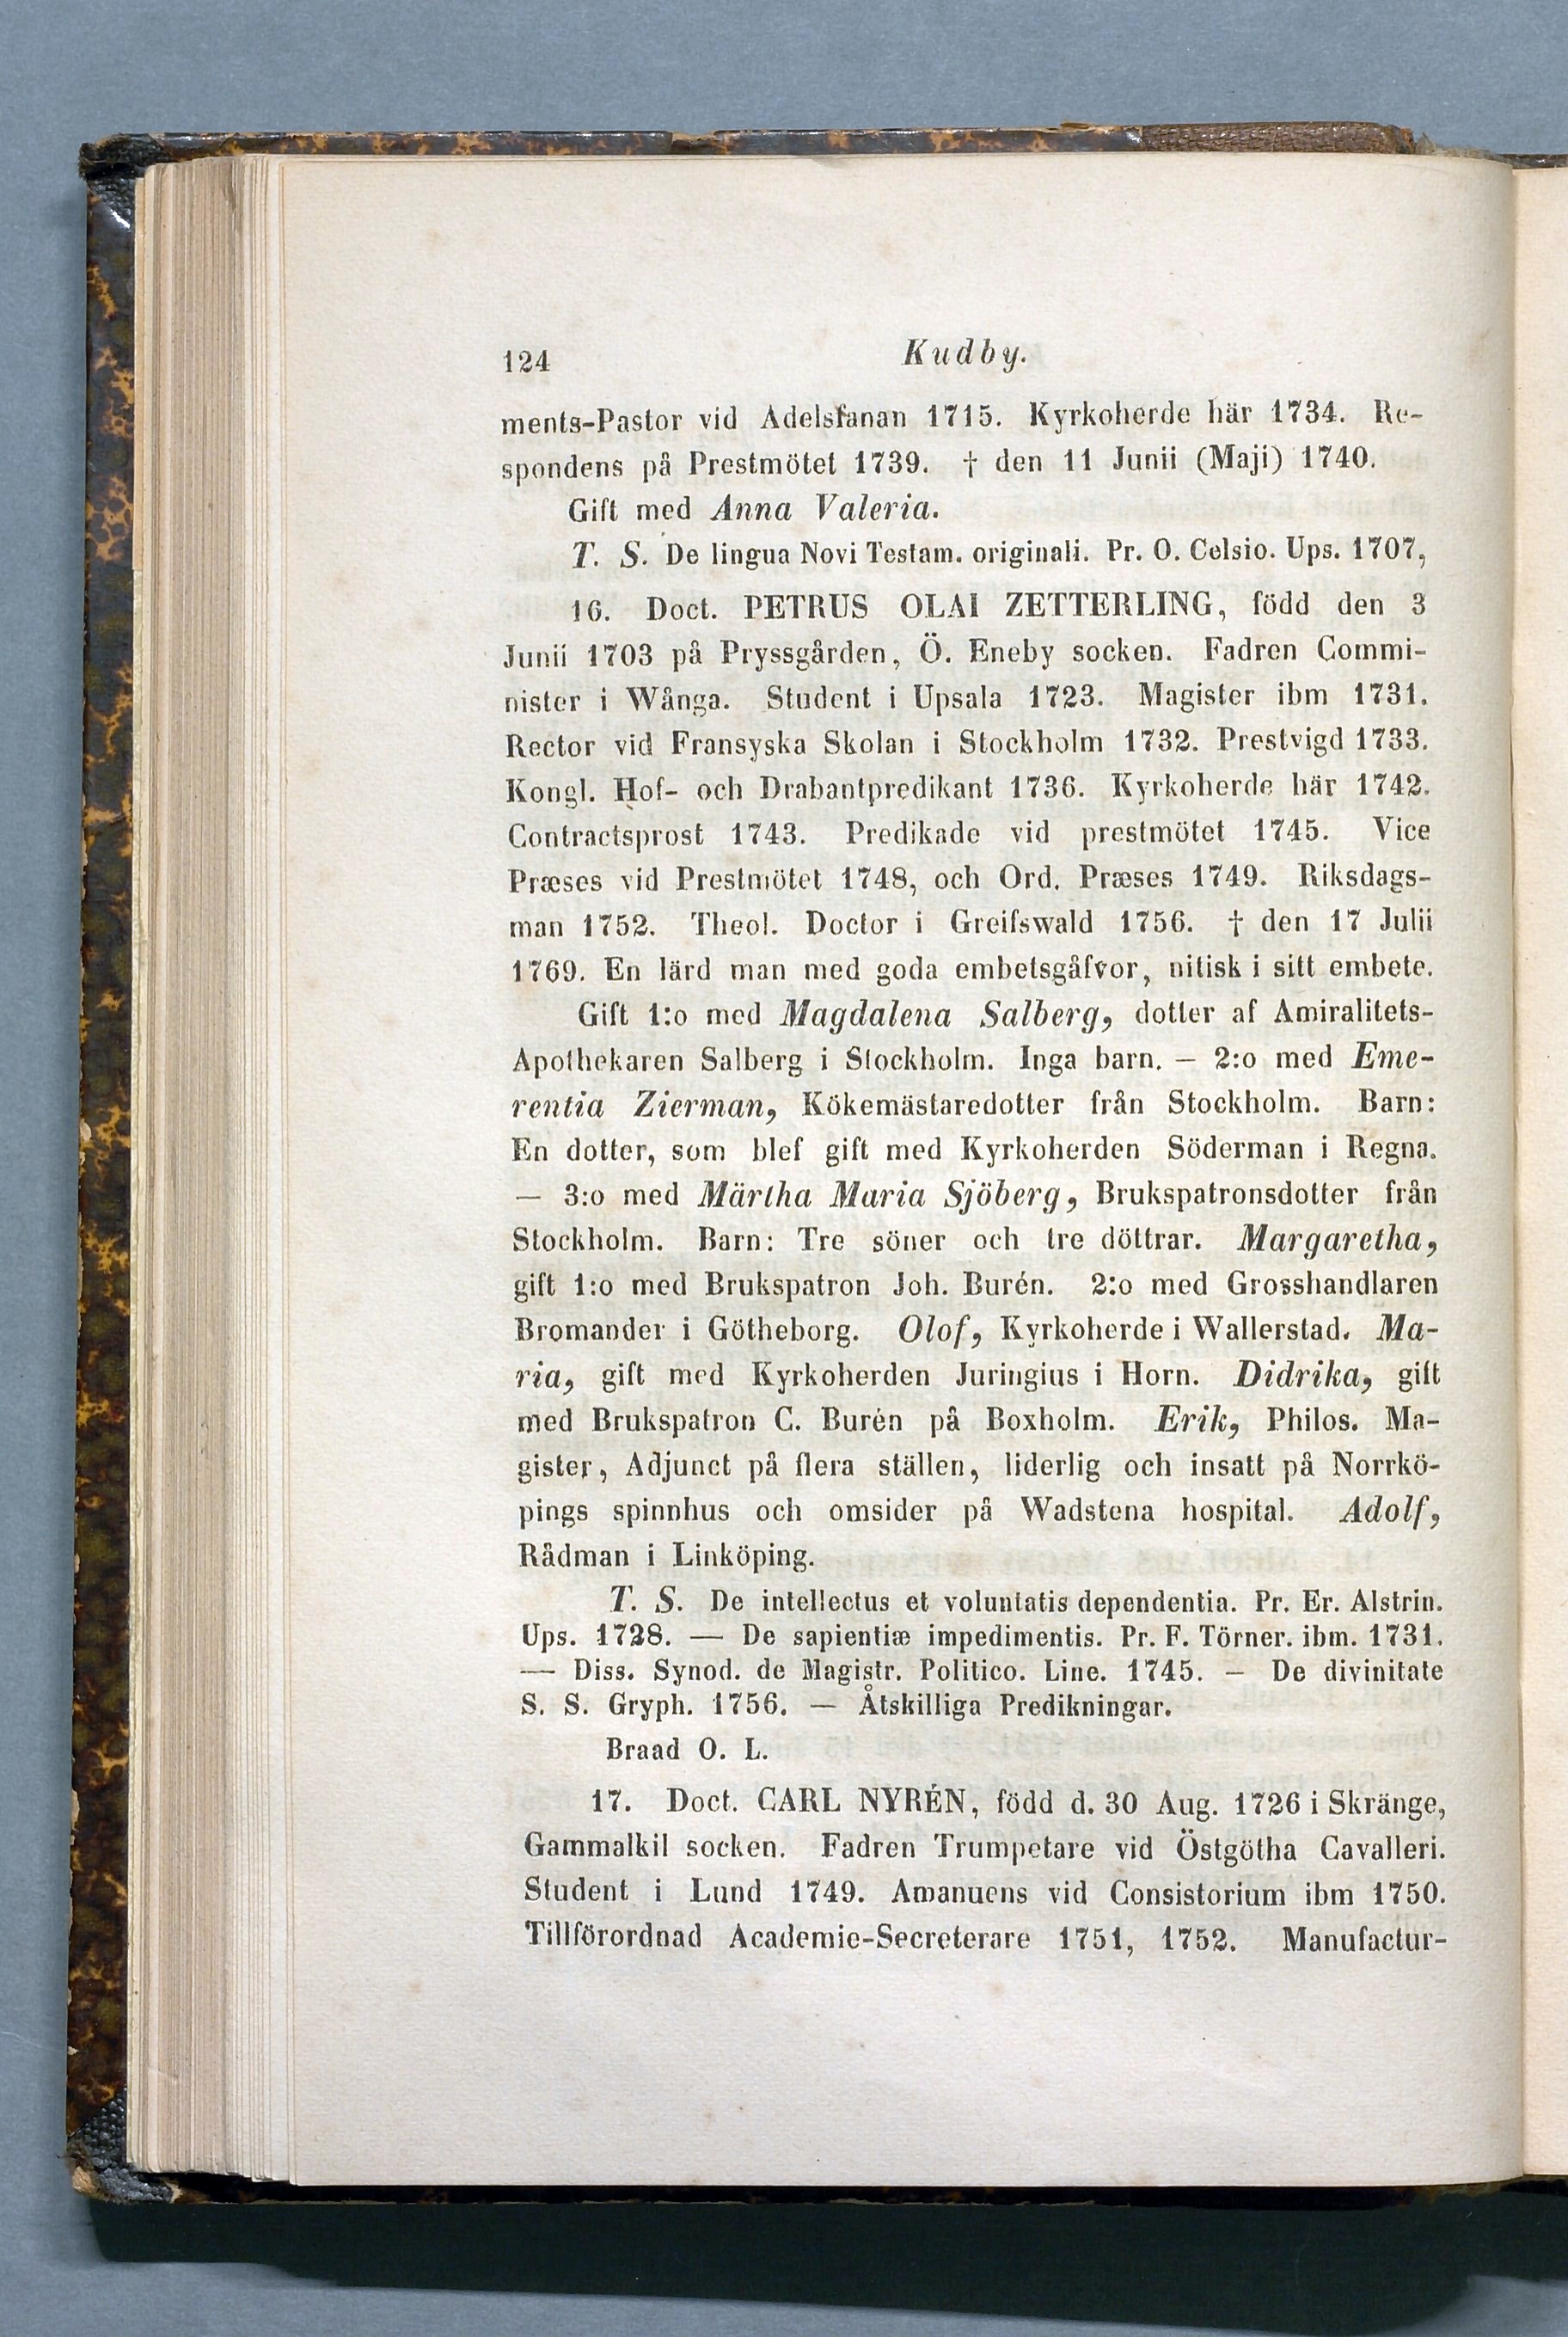 124 Kudby.
ments-Pastor vid Adelsfanan 1715. Kyrkoherde här 1734. Re-
spondens på Prestmötet 1739. † den 11 Junii (Maji) 1740.
Gift med Anna Valeria.
T. S. De lingua Novi Testam. originali. Pr. O. Celsio. Ups. 1707,
16. Doct. PETRUS OLAI ZETTERLING, född den 3
Junii 1703 på Pryssgården, Ö. Eneby socken. Fadren Commi-
nister i Wånga. Student i Upsala 1723. Magister ibm 1731.
Rector vid Fransyska Skolan i Stockholm 1732. Prestvigd 1733.
Kongl. Hof- och Drabantpredikant 1736. Kyrkoherde här 1742.
Contractsprost 1743. Predikade vid prestmötet 1745. Vice
Præses vid Prestmötet 1748, och Ord. Præses 1749. Riksdags-
man 1752. Theol. Doctor i Greifswald 1756. † den 17 Julii
1769. En lärd man med goda embetsgåfvor, nitisk i sitt embete.
Gift 1:o med Magdalena Salberg, dotter af Amiralitets-
Apothekaren Salberg i Stockholm. Inga barn. — 2:o med Eme-
rentia Zierman, Kökemästaredotter från Stockholm. Barn:
En dotter, som blef gift med Kyrkoherden Söderman i Regna.
— 3:o med Märtha Maria Sjöberg, Brukspatronsdotter från
Stockholm. Barn: Tre söner och tre döttrar. Margaretha,
gift 1:o med Brukspatron Joh. Burén. 2:o med Grosshandlaren
Bromander i Götheborg. Olof, Kyrkoherde i Wallerstad. Ma-
ria, gift med Kyrkoherden Juringius i Horn. Didrika, gift
med Brukspatron C. Burén på Boxholm. Erik, Philos. Ma-
gister, Adjunct på flera ställen, liderlig och insatt på Norrkö-
pings spinnhus och omsider på Wadstena hospital. Adolf,
Rådman i Linköping.
T. S. De intellectus et voluntatis dependentia. Pr. Er. Alstrin.
Ups. 1728. — De sapientiæ impedimentis. Pr. F. Törner. ibm. 1731.
— Diss. Synod. de Magistr. Politico. Linc. 1745. — De divinitate
S. S. Gryph. 1756. — Åtskilliga Predikningar.
Braad O. L.
17. Doct. CARL NYRÉN, född d. 30 Aug. 1726 i Skränge,
Gammalkil socken. Fadren Trumpetare vid Östgötha Cavalleri.
Student i Lund 1749. Amanuens vid Consistorium ibm 1750.
Tillförordnad Academie-Secreterare 1751, 1752. Manufactur-